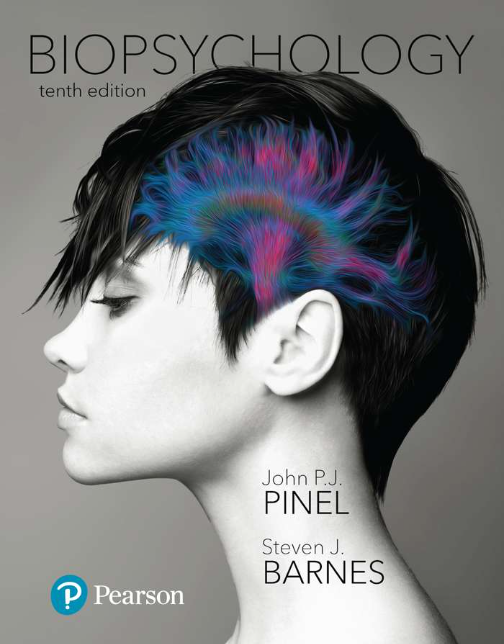 BIOPSYCHOLOGY
tenth edition
John P.J.
PINEL
Steven J.
BARNES
Pearson